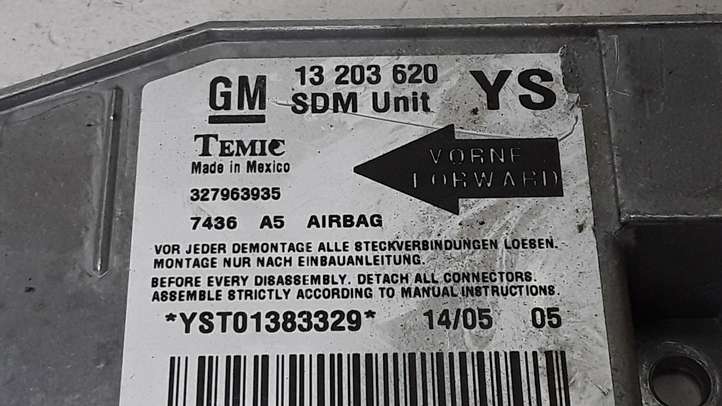 GM 13 203 620 YS
SDM Unit
TEMIC
Made in Mexico
VORNE
FORWARD
327963935
7436 A5 AIRBAG
VOR JEDER DEMONTAGE ALLE STECKVERBINDUNGEN LOESEN.
MONTAGE NUR NACH EINBAUANLEITUNG.
BEFORE EVERY DISASSEMBLY, DETACH ALL CONNECTORS.
ASSEMBLE STRICTLY ACCORDING TO MANUAL INSTRUCTIONS.
*YST01383329* 14/05 05